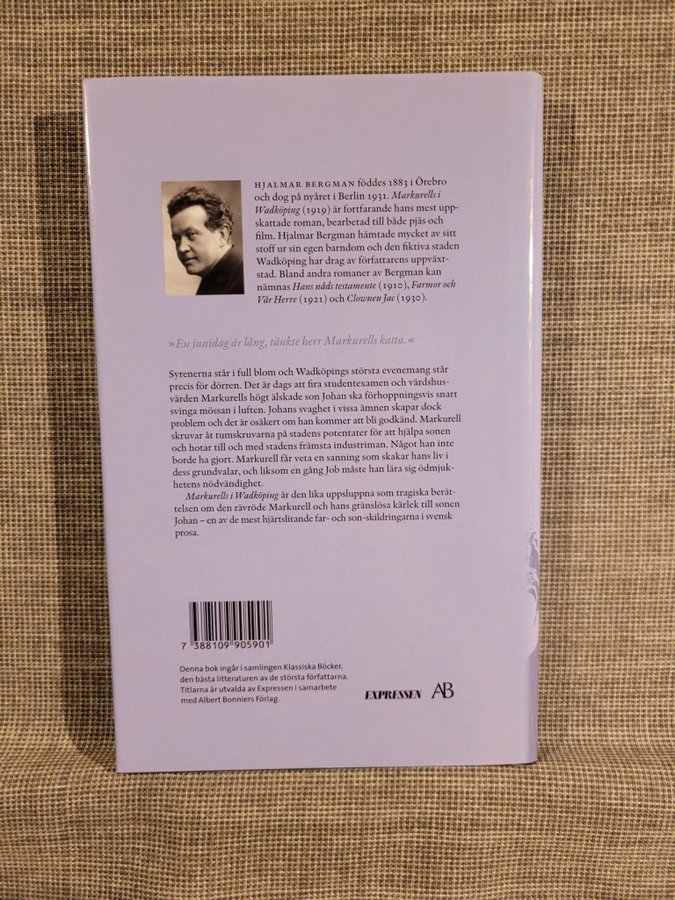 HJALMAR BERGMAN föddes 1883 i Örebro
och dog på nyåret i Berlin 1931. Markurells i
Wadköping (1919) är fortfarande hans mest upp-
skattade roman, bearbetad till både pjäs och
film. Hjalmar Bergman hämtade mycket av sitt
stoff ur sin egen barndom och den fiktiva staden
Wadköping har drag av författarens uppväxt-
stad. Bland andra romaner av Bergman kan
nämnas Hans nåds testamente (1910), Farmor och
Vår Herre (1921) och Clownen Jac (1930).
»En junidag är lång, tänkte herr Markurells katta.«
Syrenerna står i full blom och Wadköpings största evenemang står
precis för dörren. Det är dags att fira studentexamen och värdshus-
värden Markurells högt älskade son Johan ska förhoppningsvis snart
svinga mössan i luften. Johans svaghet i vissa ämnen skapar dock
problem och det är osäkert om han kommer att bli godkänd. Markurell
skruvar åt tumskruvarna på stadens potentater för att hjälpa sonen
och hotar till och med stadens främsta industriman. Något han inte
borde ha gjort. Markurell får veta en sanning som skakar hans liv i
dess grundvalar, och liksom en gång Job måste han lära sig ödmjuk-
hetens nödvändighet.
Markurells i Wadköping är den lika uppsluppna som tragiska berät-
telsen om den rävröde Markurell och hans gränslösa kärlek till sonen
Johan – en av de mest hjärtslitande far- och son-skildringarna i svensk
prosa.
7 388109 905901
Denna bok ingår i samlingen Klassiska Böcker,
den bästa litteraturen av de största författarna.
Titlarna är utvalda av Expressen i samarbete
med Albert Bonniers Förlag.
EXPRESSEN AB